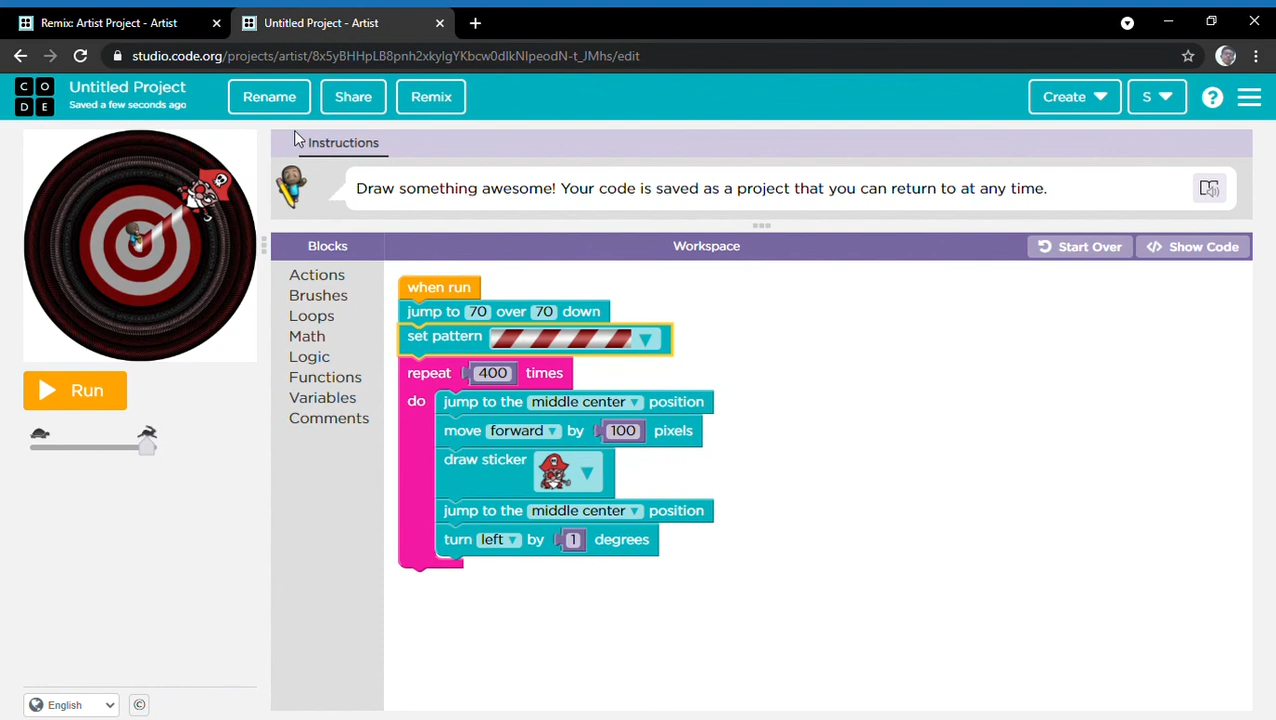 Remix: Artist Project - Artist
Untitled Project - Artist
studio.code.org/projects/artist/8x5yBHHpLB8pnh2xkyIgYKbcw0dIkNIpeodN-t_JMhs/edit
C O
D E
Untitled Project
Saved a few seconds ago
Rename
Share
Remix
Create
S
?
Instructions
Draw something awesome! Your code is saved as a project that you can return to at any time.
Blocks
Workspace
Start Over
</> Show Code
Actions
Brushes
Loops
Math
Logic
Functions
Variables
Comments
when run
jump to 70 over 70 down
set pattern
repeat 400 times
do
jump to the middle center position
move forward by 100 pixels
draw sticker
jump to the middle center position
turn left by 1 degrees
Run
English
©